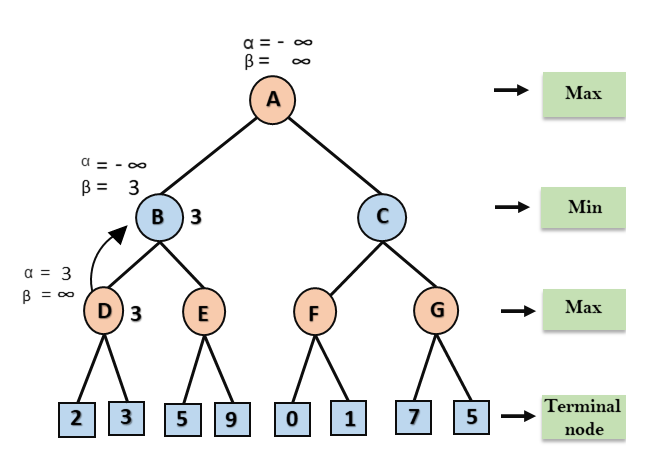 α = - ∞
β = ∞
A
Max
α = - ∞
β = 3
B 3
C
Min
α = 3
β = ∞
D 3
E
F
G
Max
2 3 5 9 0 1 7 5
Terminal
node